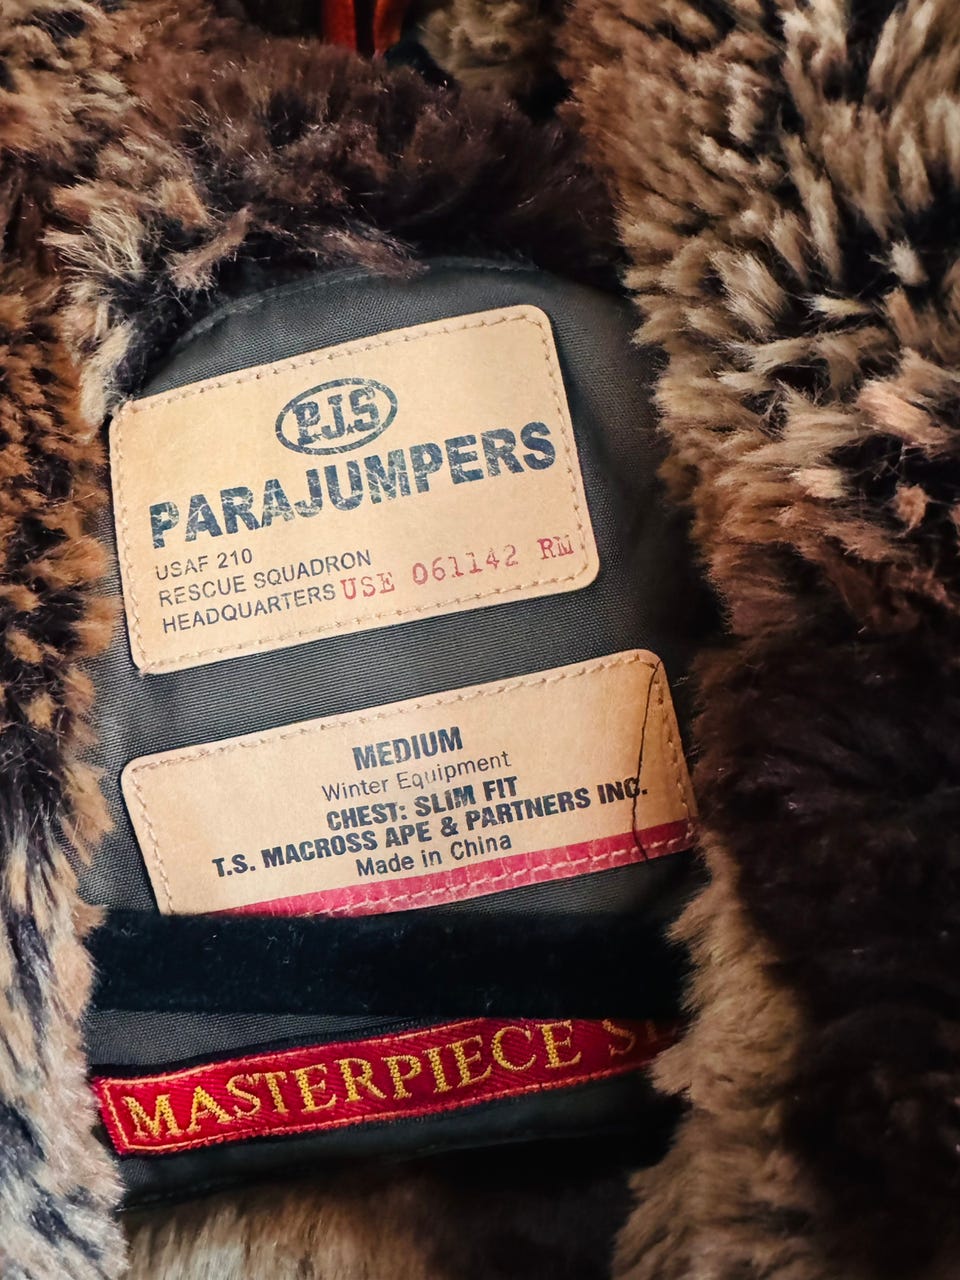 P.J.S
PARAJUMPERS
USAF 210
RESCUE SQUADRON
HEADQUARTERS USE 061142 RM
MEDIUM
Winter Equipment
CHEST: SLIM FIT
T.S. MACROSS APE & PARTNERS INC.
Made in China
MASTERPIECE